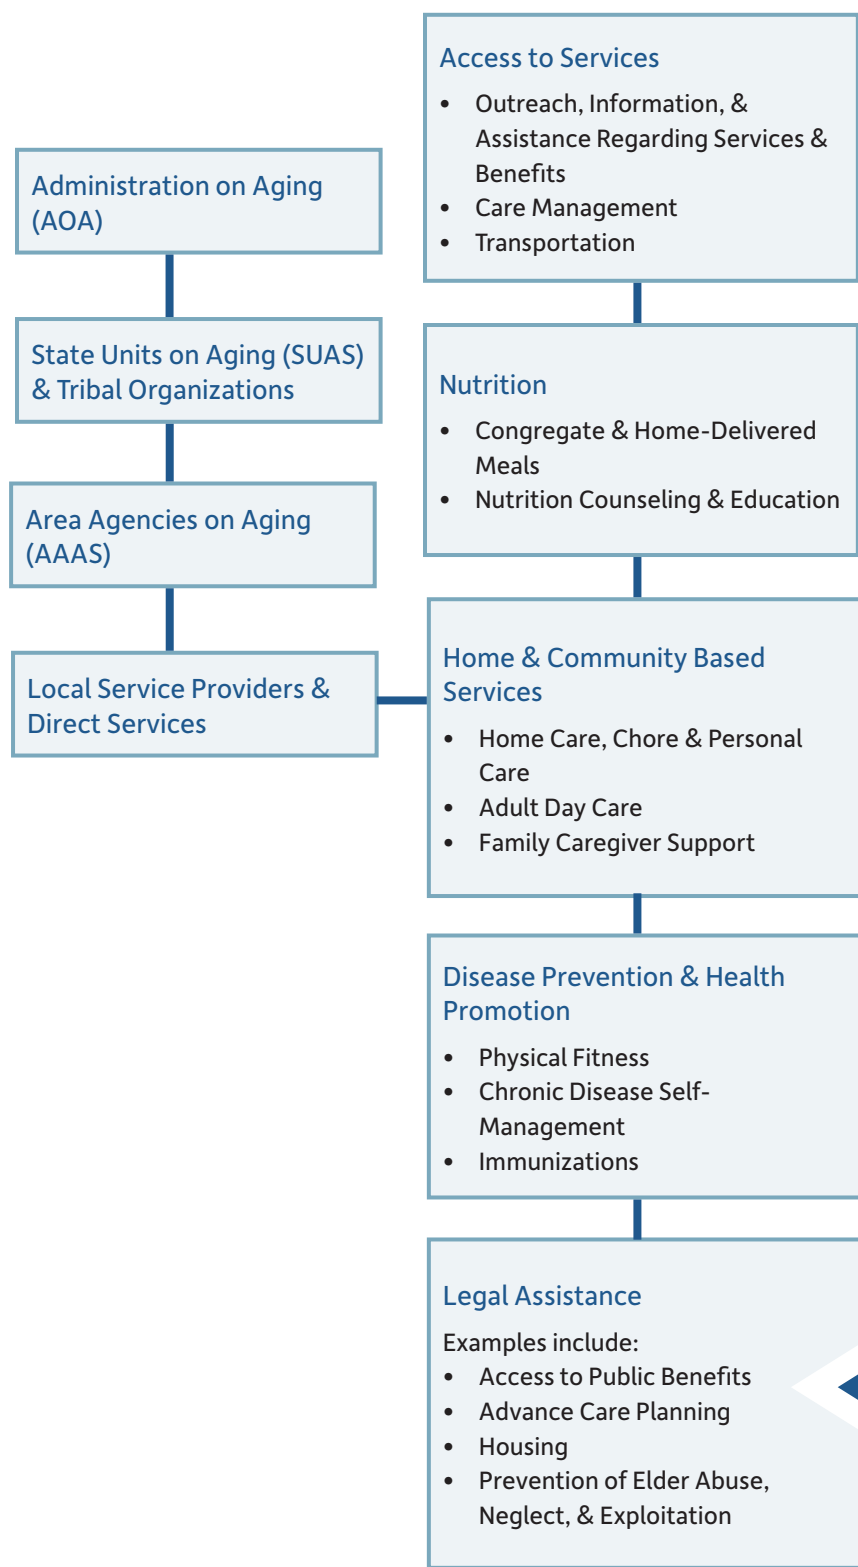 Administration on Aging
(AOA)
State Units on Aging (SUAS)
& Tribal Organizations
Area Agencies on Aging
(AAAS)
Local Service Providers &
Direct Services
Access to Services
• Outreach, Information, &
Assistance Regarding Services &
Benefits
• Care Management
• Transportation
Nutrition
• Congregate & Home-Delivered
Meals
• Nutrition Counseling & Education
Home & Community Based
Services
• Home Care, Chore & Personal
Care
• Adult Day Care
• Family Caregiver Support
Disease Prevention & Health
Promotion
• Physical Fitness
• Chronic Disease Self-
Management
• Immunizations
Legal Assistance
Examples include:
• Access to Public Benefits
• Advance Care Planning
• Housing
• Prevention of Elder Abuse,
Neglect, & Exploitation